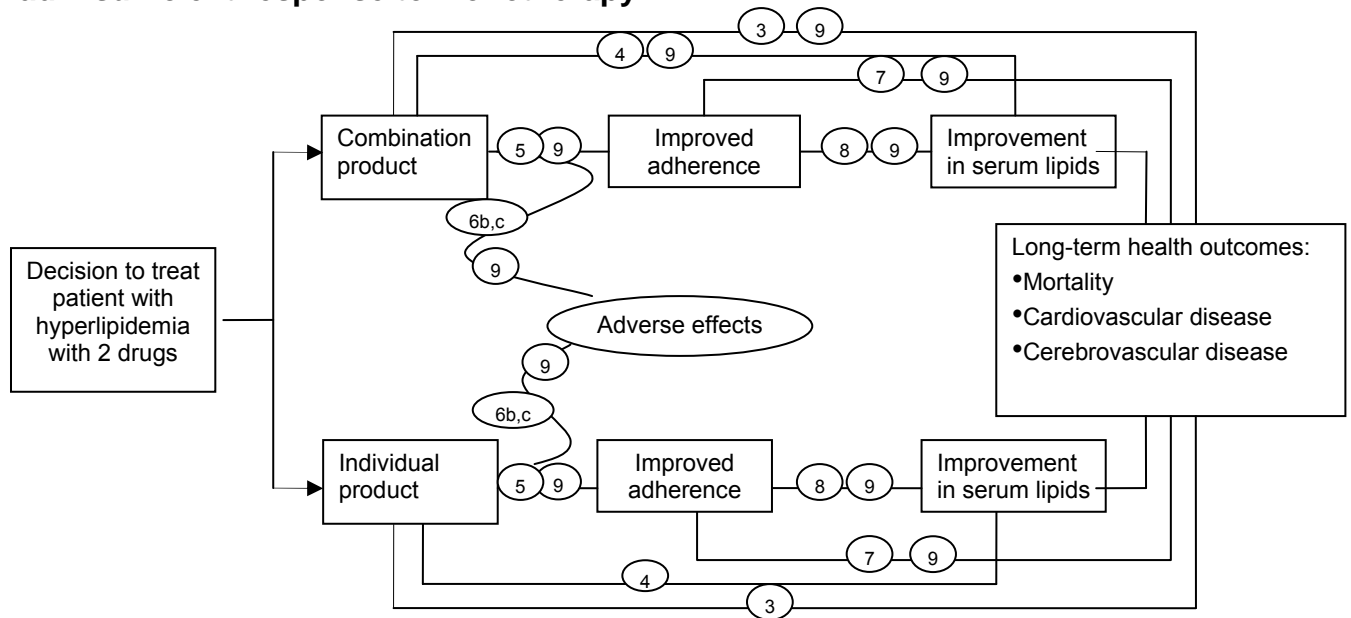 3 9
4 9
7 9
Combination
product
5 9
Improved
adherence
8 9
Improvement
in serum lipids
6b,c
9
Decision to treat
patient with
hyperlipidemia
with 2 drugs
Long-term health outcomes:
•Mortality
•Cardiovascular disease
•Cerebrovascular disease
Adverse effects
9
6b,c
Individual
product
5 9
Improved
adherence
8 9
Improvement
in serum lipids
7 9
4
3